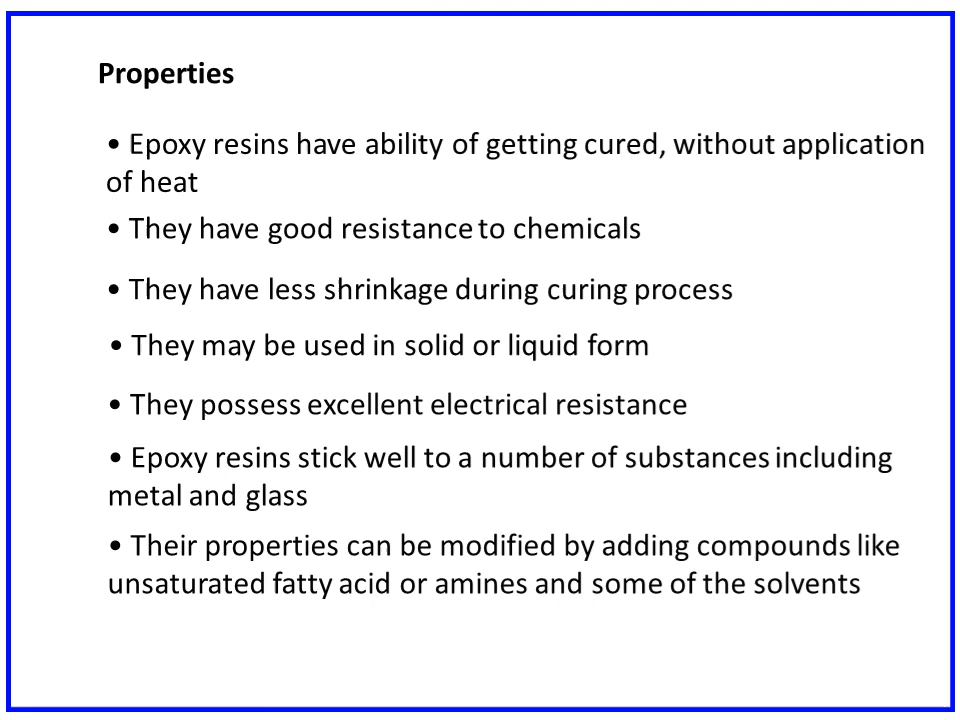 Properties
• Epoxy resins have ability of getting cured, without application
of heat
• They have good resistance to chemicals
• They have less shrinkage during curing process
• They may be used in solid or liquid form
• They possess excellent electrical resistance
• Epoxy resins stick well to a number of substances including
metal and glass
• Their properties can be modified by adding compounds like
unsaturated fatty acid or amines and some of the solvents